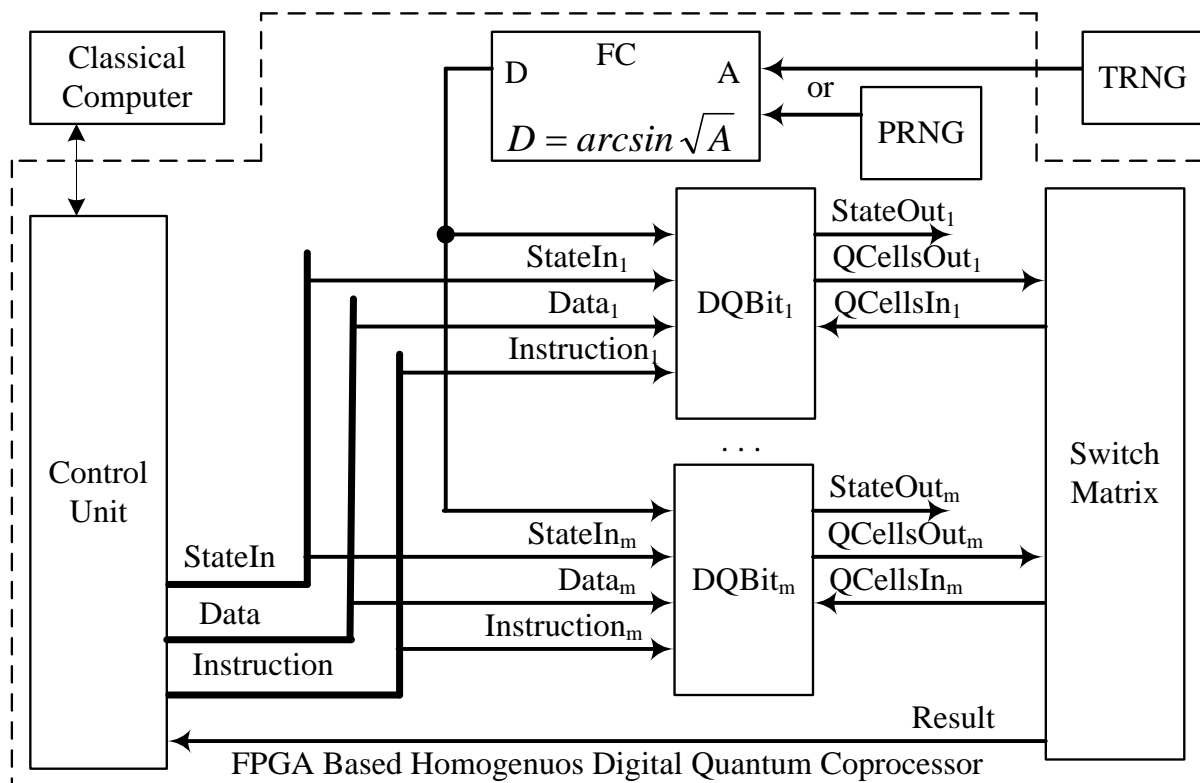 Classical
Computer
FC
D
A
D = arcsin √A
or
PRNG
TRNG
StateIn₁
Data₁
Instruction₁
DQBit₁
StateOut₁
QCellsOut₁
QCellsIn₁
. . .
Control
Unit
Switch
Matrix
StateInₘ
Dataₘ
Instructionₘ
DQBitₘ
StateOutₘ
QCellsOutₘ
QCellsInₘ
StateIn
Data
Instruction
Result
FPGA Based Homogenuos Digital Quantum Coprocessor